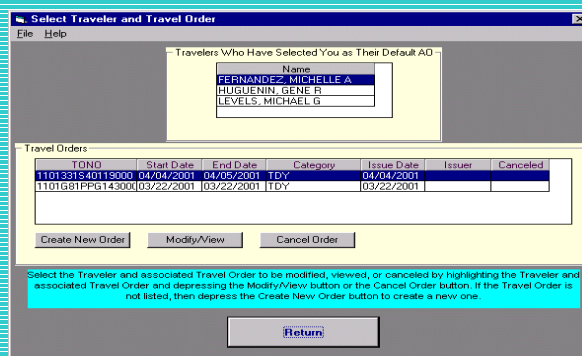 Select Traveler and Travel Order
File Help
Travelers Who Have Selected You as Their Default AO
Name
FERNANDEZ, MICHELLE A
HUGUENIN, GENE R
LEVELS, MICHAEL G
Travel Orders
TONO Start Date End Date Category Issue Date Issuer Canceled
1101331S40119000 04/04/2001 04/05/2001 TDY 04/04/2001
1101G81PPG143000 03/22/2001 03/22/2001 TDY 03/22/2001
Create New Order Modify/View Cancel Order
Select the Traveler and associated Travel Order to be modified, viewed, or canceled by highlighting the Traveler and
associated Travel Order and depressing the Modify/View button or the Cancel Order button. If the Travel Order is
not listed, then depress the Create New Order button to create a new one.
Return